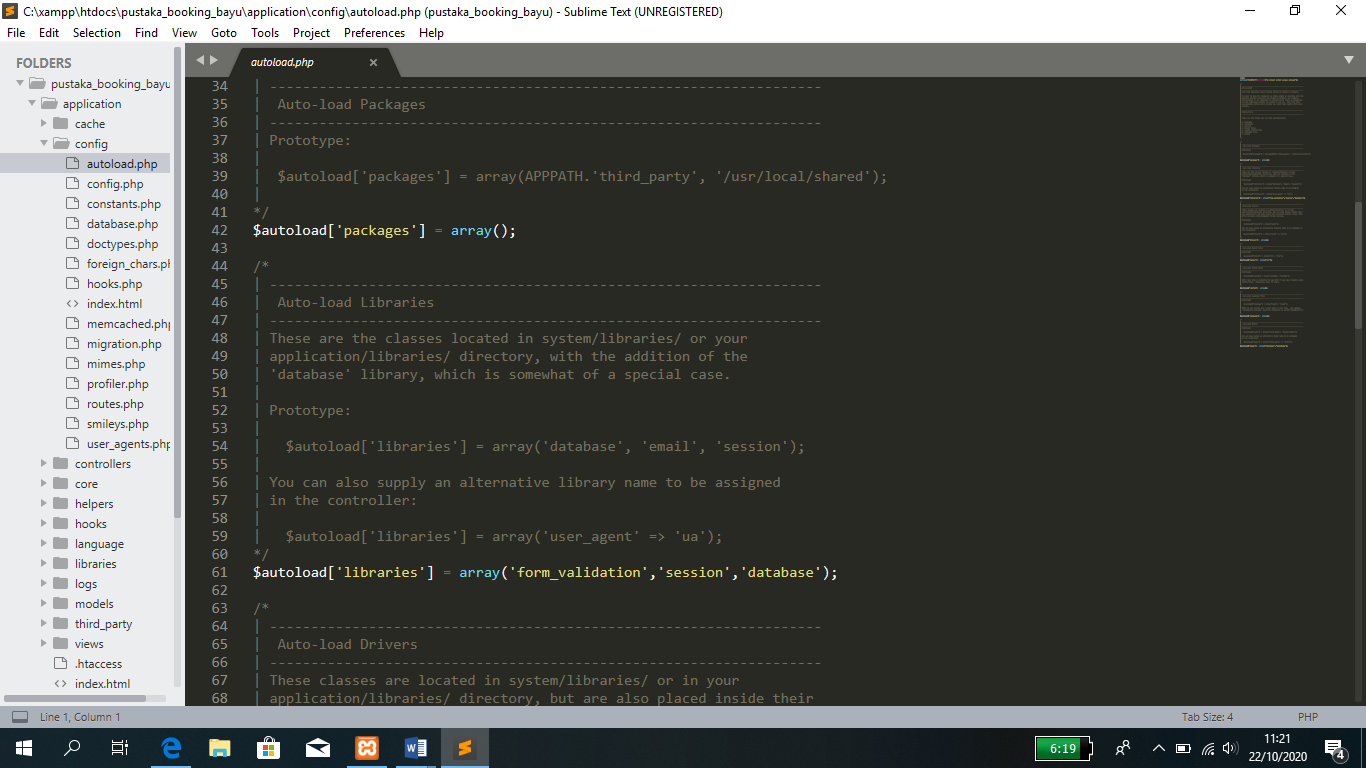 C:\xampp\htdocs\pustaka_booking_bayu\application\config\autoload.php (pustaka_booking_bayu) - Sublime Text (UNREGISTERED)
File Edit Selection Find View Goto Tools Project Preferences Help
FOLDERS
pustaka_booking_bayu
application
cache
config
autoload.php
config.php
constants.php
database.php
doctypes.php
foreign_chars.ph
hooks.php
index.html
memcached.php
migration.php
mimes.php
profiler.php
routes.php
smileys.php
user_agents.php
controllers
core
helpers
hooks
language
libraries
logs
models
third_party
views
.htaccess
index.html
autoload.php
34 | -------------------------------------------------------------------
35 |  Auto-load Packages
36 | -------------------------------------------------------------------
37 | Prototype:
38 |
39 |  $autoload['packages'] = array(APPPATH.'third_party', '/usr/local/shared');
40 |
41 */
42 $autoload['packages'] = array();
43
44 /*
45 | -------------------------------------------------------------------
46 |  Auto-load Libraries
47 | -------------------------------------------------------------------
48 | These are the classes located in system/libraries/ or your
49 | application/libraries/ directory, with the addition of the
50 | 'database' library, which is somewhat of a special case.
51 |
52 | Prototype:
53 |
54 |   $autoload['libraries'] = array('database', 'email', 'session');
55 |
56 | You can also supply an alternative library name to be assigned
57 | in the controller:
58 |
59 |   $autoload['libraries'] = array('user_agent' => 'ua');
60 */
61 $autoload['libraries'] = array('form_validation','session','database');
62
63 /*
64 | -------------------------------------------------------------------
65 |  Auto-load Drivers
66 | -------------------------------------------------------------------
67 | These classes are located in system/libraries/ or in your
68 | application/libraries/ directory, but are also placed inside their
Line 1, Column 1
Tab Size: 4
PHP
6:19
11:21
22/10/2020
4